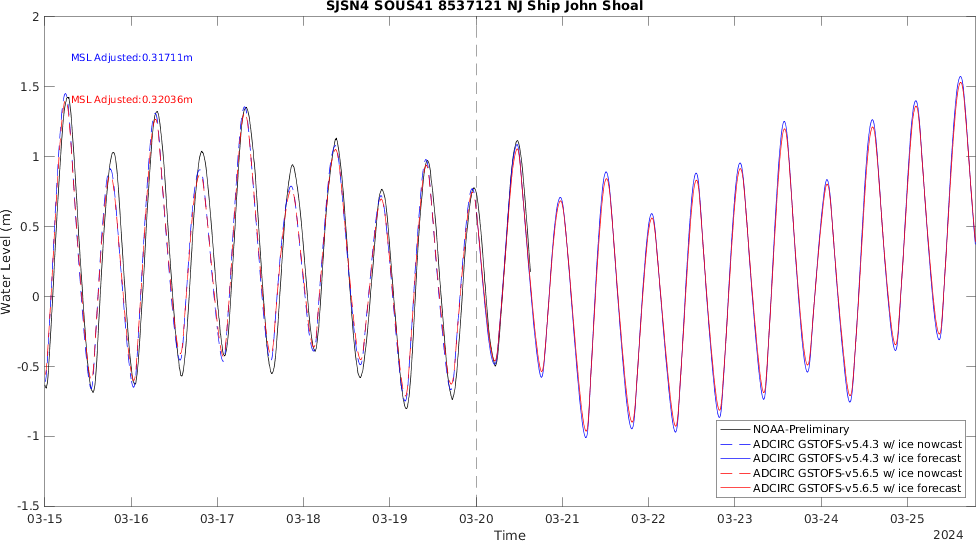 SJSN4 SOUS41 8537121 NJ Ship John Shoal
MSL Adjusted:0.31711m
MSL Adjusted:0.32036m
Water Level (m)
2
1.5
1
0.5
0
-0.5
-1
-1.5
NOAA-Preliminary
ADCIRC GSTOFS-v5.4.3 w/ ice nowcast
ADCIRC GSTOFS-v5.4.3 w/ ice forecast
ADCIRC GSTOFS-v5.6.5 w/ ice nowcast
ADCIRC GSTOFS-v5.6.5 w/ ice forecast
03-15 03-16 03-17 03-18 03-19 03-20 03-21 03-22 03-23 03-24 03-25
Time
2024